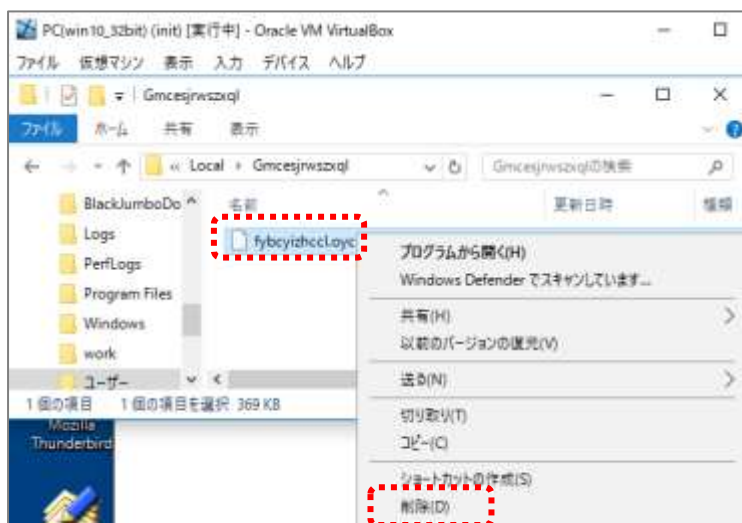 PC(win10_32bit) (init) [実行中] - Oracle VM VirtualBox
ファイル 仮想マシン 表示 入力 デバイス ヘルプ
Gmcesjrwszxql
ファイル ホーム 共有 表示
« Local › Gmcesjrwszxql
Gmcesjrwszxqlの検索
BlackJumboDo
名前 更新日時 種類
Logs
fybcyizhccl.oyc
PerfLogs
Program Files
Windows
work
ユーザー
1 個の項目 1 個の項目を選択 369 KB
Mozilla
Thunderbird
プログラムから開く(H)
Windows Defender でスキャンしています...
共有(H)
以前のバージョンの復元(V)
送る(N)
切り取り(T)
コピー(C)
ショートカットの作成(S)
削除(D)